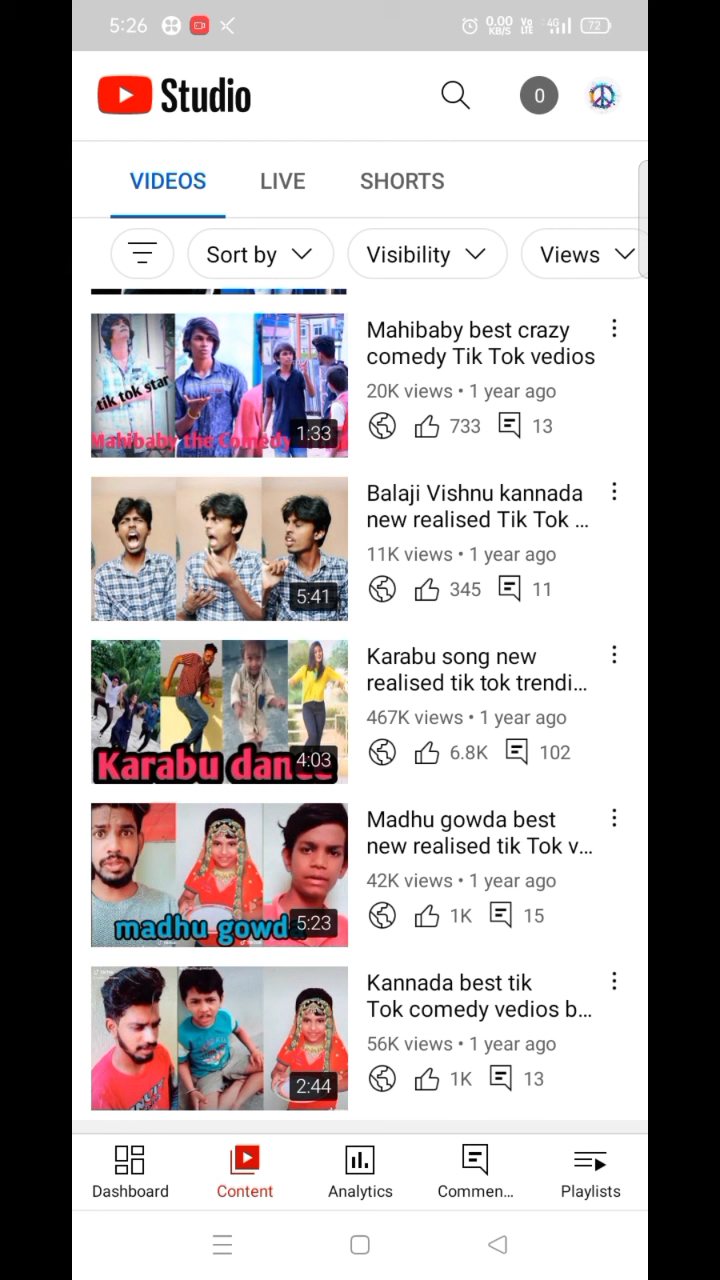 5:26
0.00
KB/S
Vo
LTE
4G
72
Studio
0
VIDEOS
LIVE
SHORTS
Sort by
Visibility
Views
tik tok star
Mahibaby the Comedy
1:33
Mahibaby best crazy
comedy Tik Tok vedios
20K views • 1 year ago
733
13
5:41
Balaji Vishnu kannada
new realised Tik Tok ...
11K views • 1 year ago
345
11
Karabu dance
4:03
Karabu song new
realised tik tok trendi...
467K views • 1 year ago
6.8K
102
madhu gowda
5:23
Madhu gowda best
new realised tik Tok v...
42K views • 1 year ago
1K
15
2:44
Kannada best tik
Tok comedy vedios b...
56K views • 1 year ago
1K
13
Dashboard
Content
Analytics
Commen...
Playlists